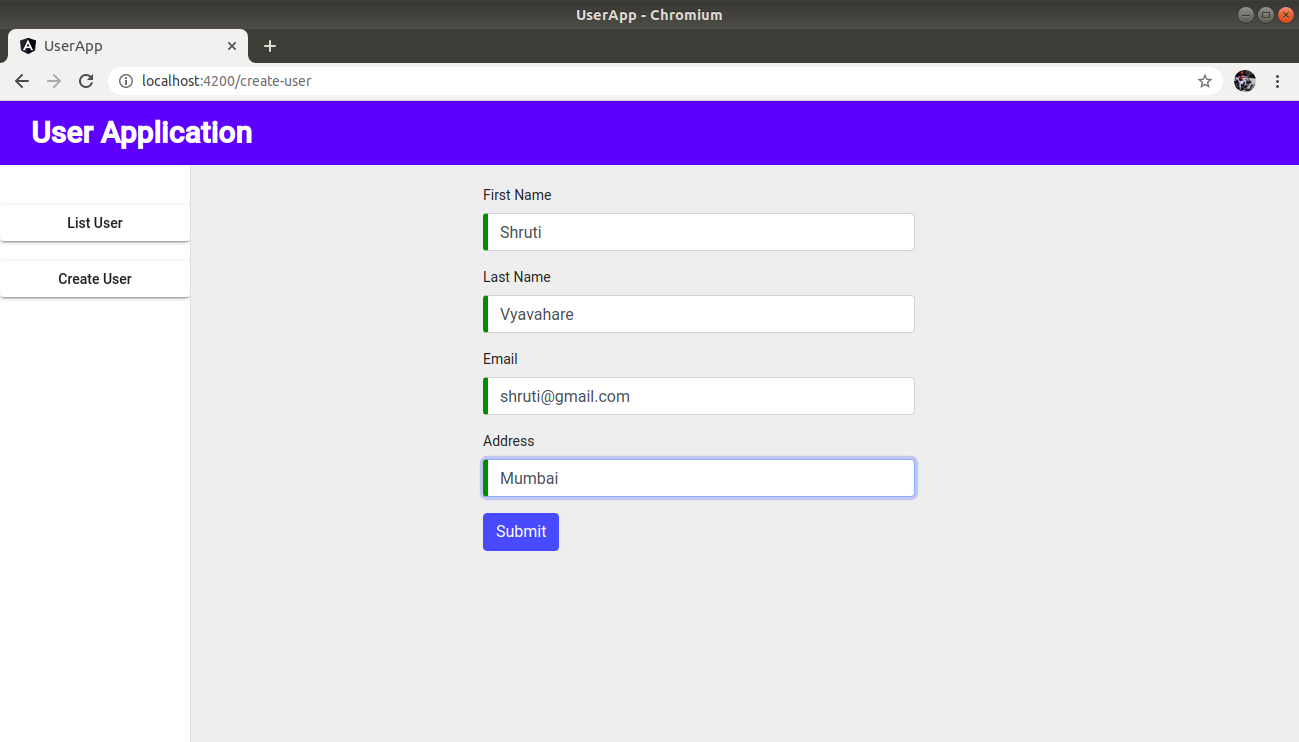 UserApp - Chromium
UserApp
localhost:4200/create-user
User Application
List User
Create User
First Name
Shruti
Last Name
Vyavahare
Email
shruti@gmail.com
Address
Mumbai
Submit